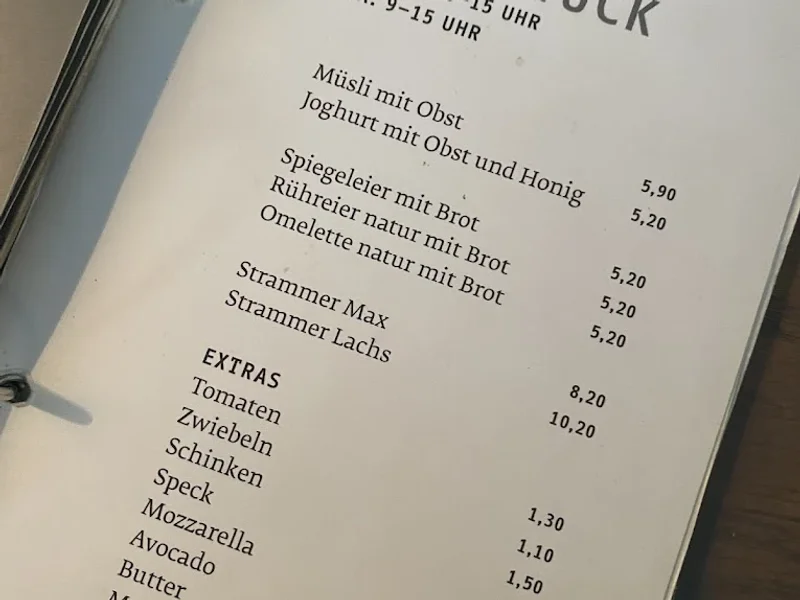 –15 UHR
9–15 UHR
Müsli mit Obst 5,90
Joghurt mit Obst und Honig 5,20
Spiegeleier mit Brot 5,20
Rühreier natur mit Brot 5,20
Omelette natur mit Brot 5,20
Strammer Max 8,20
Strammer Lachs 10,20
EXTRAS
Tomaten 1,30
Zwiebeln 1,10
Schinken 1,50
Speck
Mozzarella
Avocado
Butter